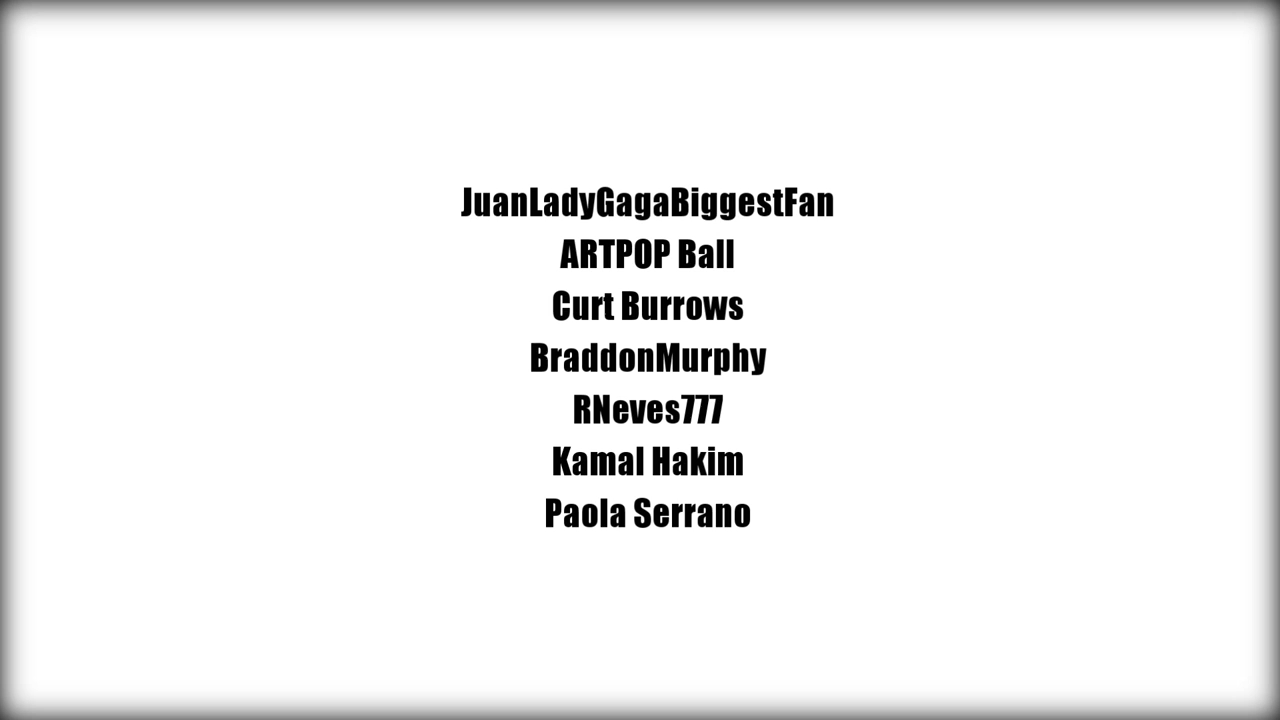 JuanLadyGagaBiggestFan
ARTPOP Ball
Curt Burrows
BraddonMurphy
RNeves777
Kamal Hakim
Paola Serrano